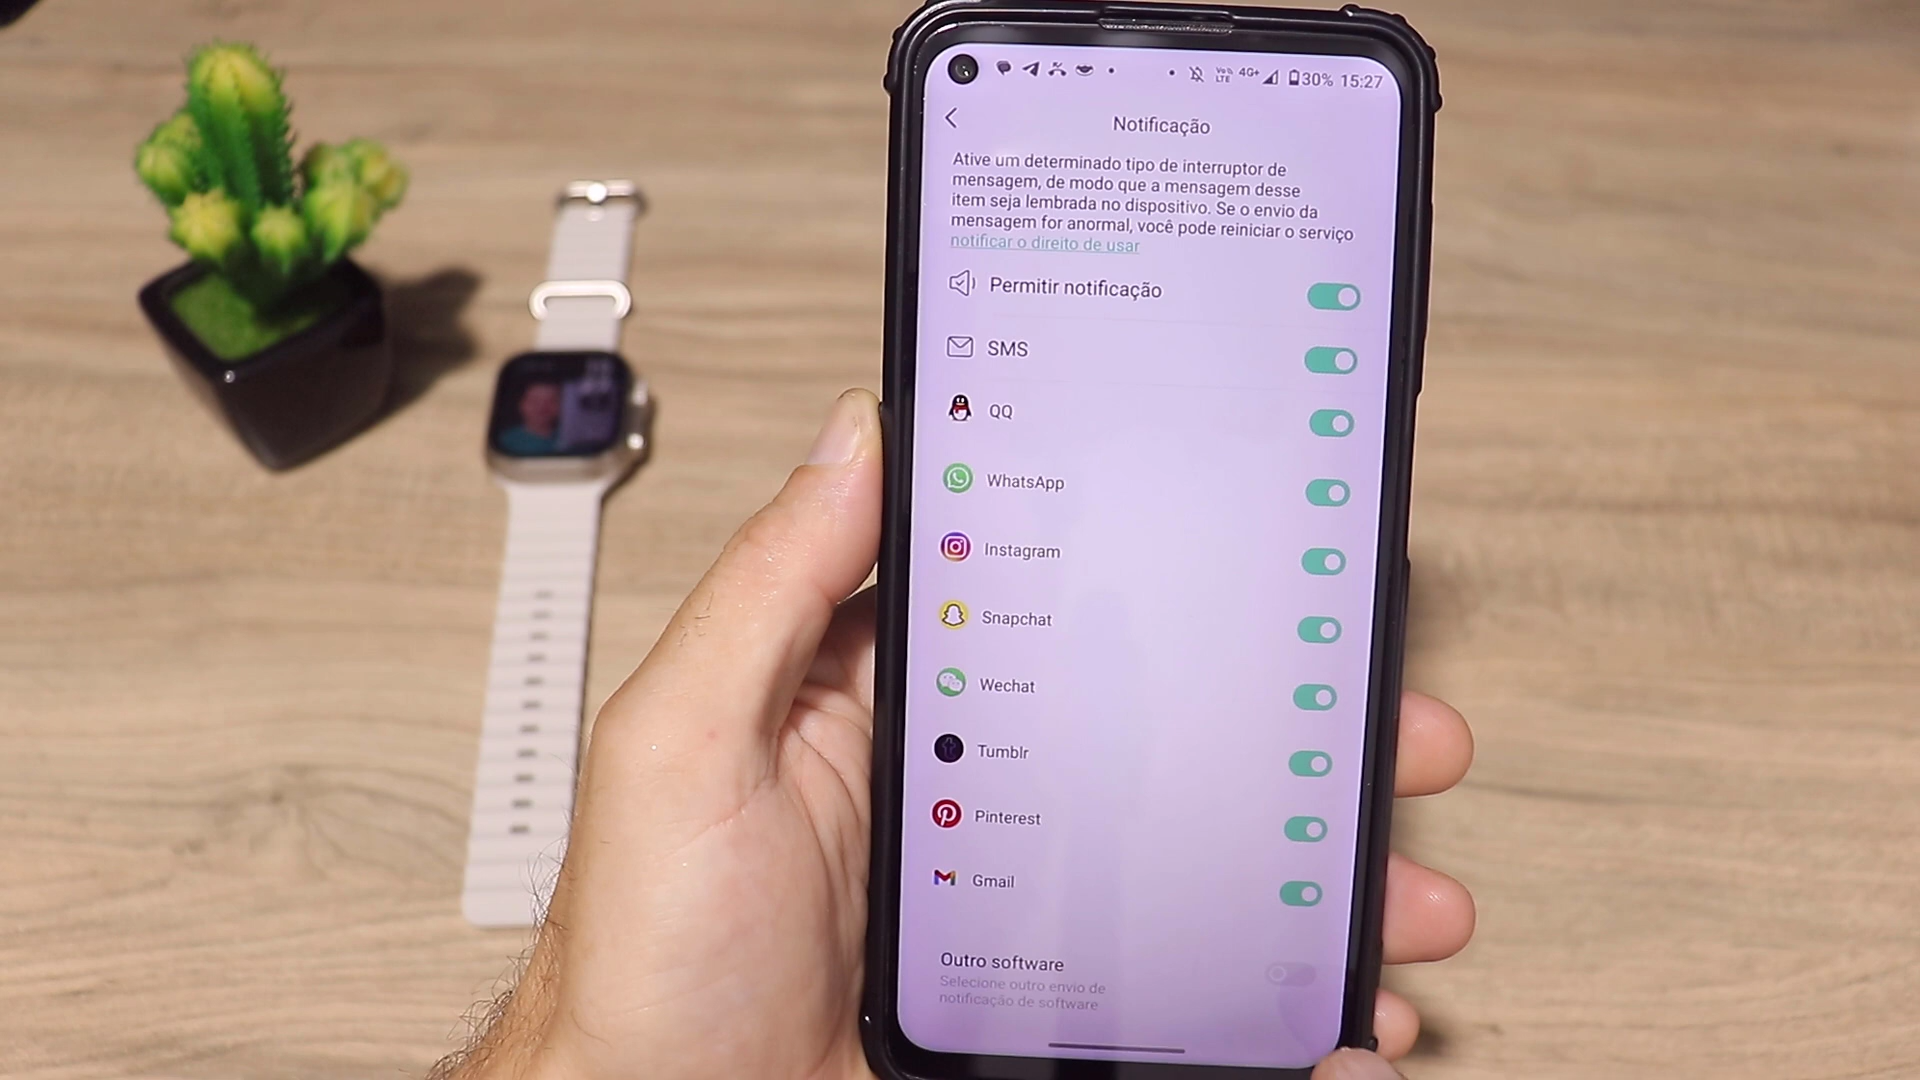 VoLTE 4G+ 30% 15:27
Notificação
Ative um determinado tipo de interruptor de
mensagem, de modo que a mensagem desse
item seja lembrada no dispositivo. Se o envio da
mensagem for anormal, você pode reiniciar o serviço
notificar o direito de usar
Permitir notificação
SMS
QQ
WhatsApp
Instagram
Snapchat
Wechat
Tumblr
Pinterest
Gmail
Outro software
Selecione outro envio de
notificação de software